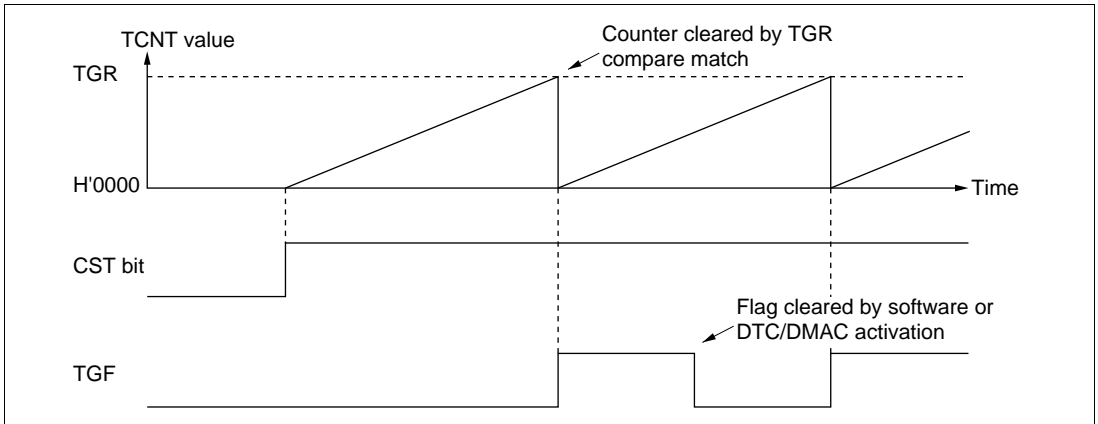 TCNT value
Counter cleared by TGR
compare match
TGR
H'0000
Time
CST bit
Flag cleared by software or
DTC/DMAC activation
TGF